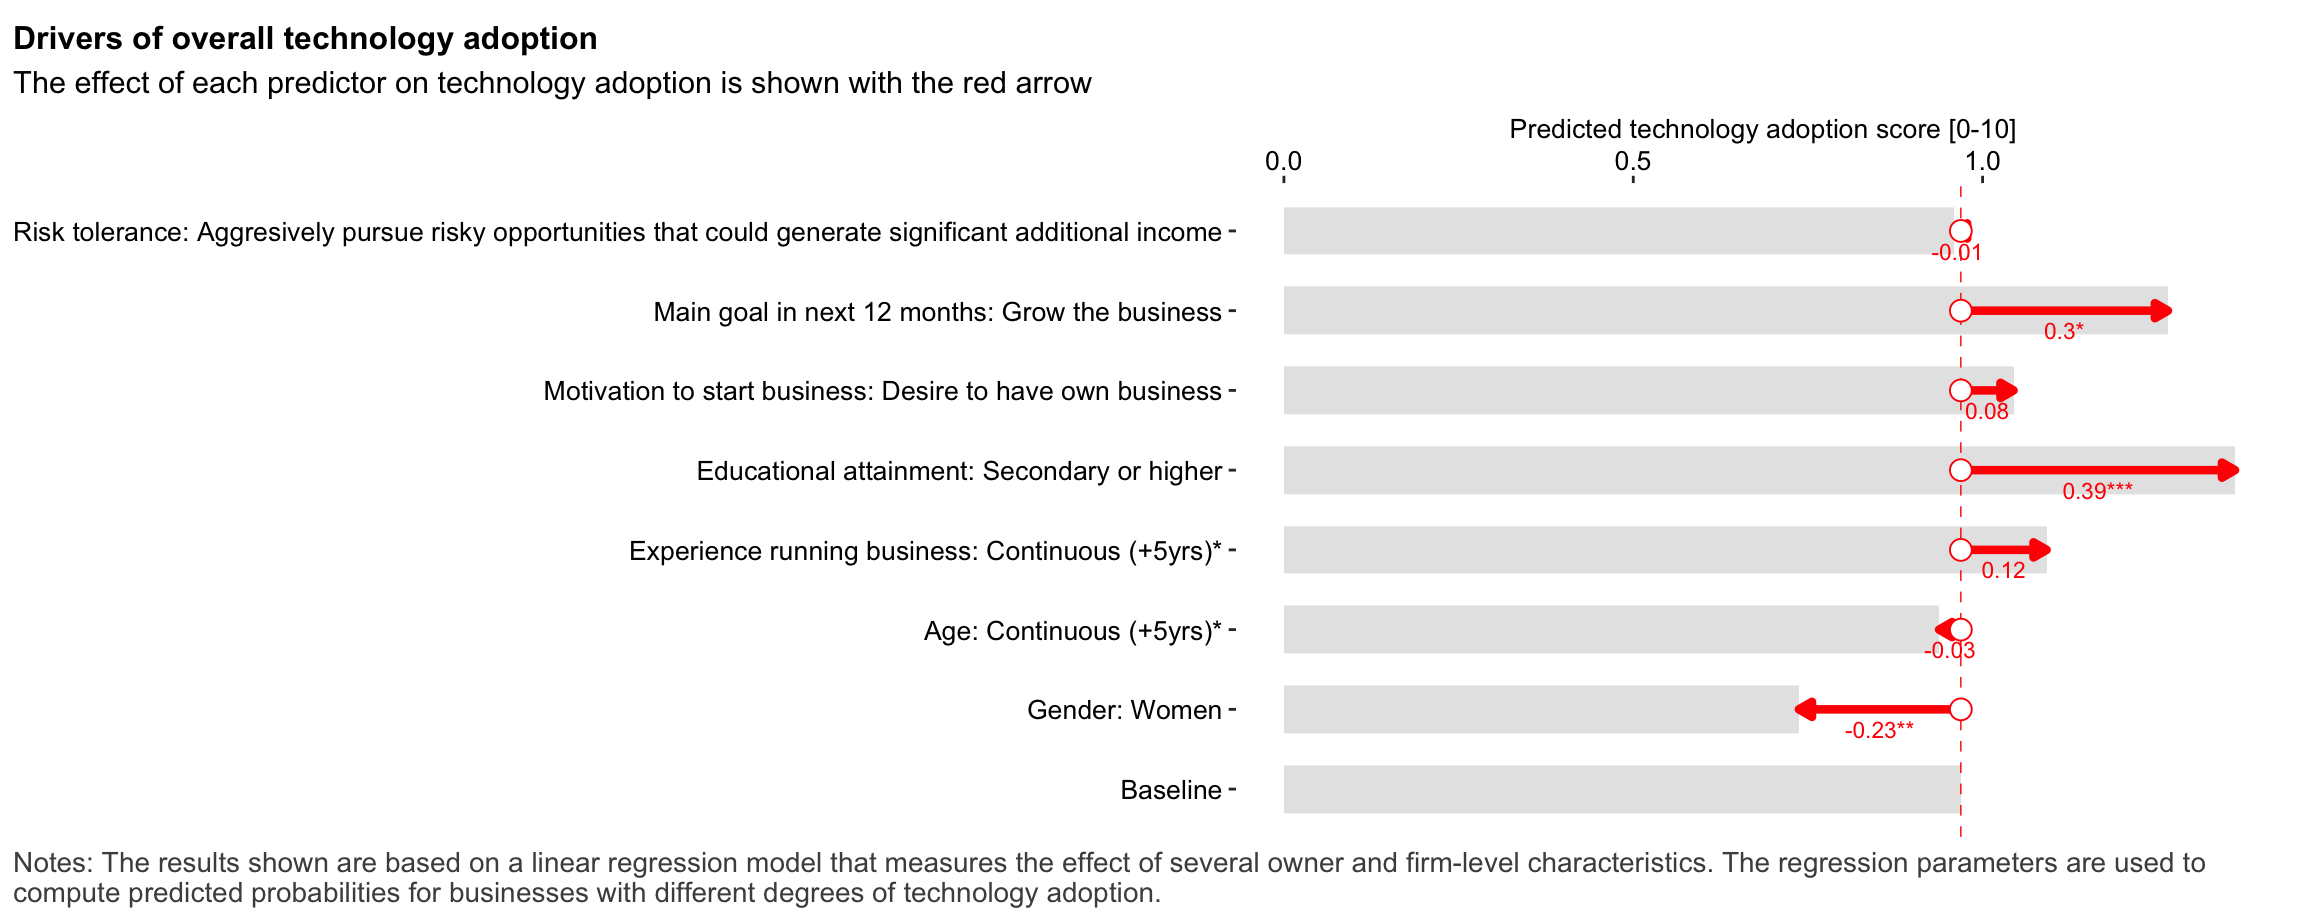 Drivers of overall technology adoption
The effect of each predictor on technology adoption is shown with the red arrow
Predicted technology adoption score [0-10]
0.0 0.5 1.0
Risk tolerance: Aggresively pursue risky opportunities that could generate significant additional income
-0.01
Main goal in next 12 months: Grow the business
0.3*
Motivation to start business: Desire to have own business
0.08
Educational attainment: Secondary or higher
0.39***
Experience running business: Continuous (+5yrs)*
0.12
Age: Continuous (+5yrs)*
-0.03
Gender: Women
-0.23**
Baseline
Notes: The results shown are based on a linear regression model that measures the effect of several owner and firm-level characteristics. The regression parameters are used to
compute predicted probabilities for businesses with different degrees of technology adoption.